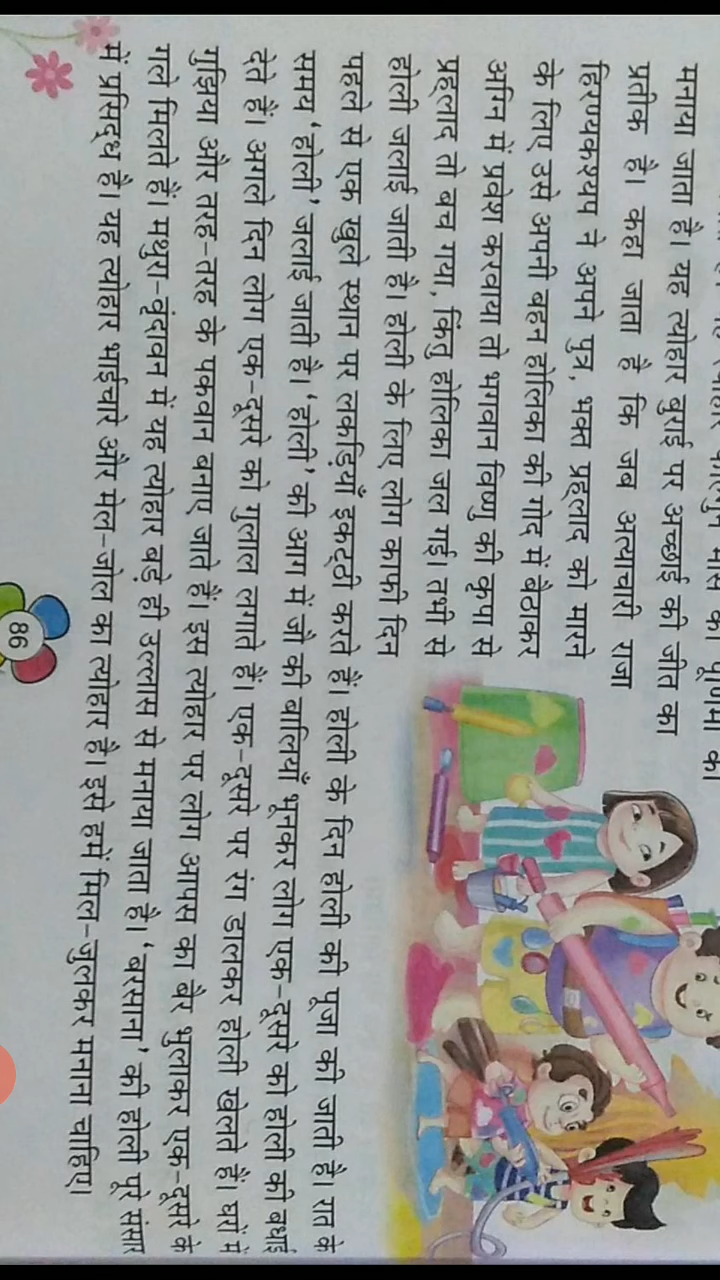 त्योहार फाल्गुन मास की पूर्णिमा को
मनाया जाता है। यह त्योहार बुराई पर अच्छाई की जीत का
प्रतीक है। कहा जाता है कि जब अत्याचारी राजा
हिरण्यकश्यप ने अपने पुत्र, भक्त प्रह्लाद को मारने
के लिए उसे अपनी बहन होलिका की गोद में बैठाकर
अग्नि में प्रवेश करवाया तो भगवान विष्णु की कृपा से
प्रह्लाद तो बच गया, किंतु होलिका जल गई। तभी से
होली जलाई जाती है। होली के लिए लोग काफी दिन
पहले से एक खुले स्थान पर लकड़ियाँ इकट्ठी करते हैं। होली के दिन होली की पूजा की जाती है। रात के
समय ‘होली’ जलाई जाती है। ‘होली’ की आग में जौ की बालियाँ भूनकर लोग एक-दूसरे को होली की बधाई
देते हैं। अगले दिन लोग एक-दूसरे को गुलाल लगाते हैं। एक-दूसरे पर रंग डालकर होली खेलते हैं। घरों में
गुझिया और तरह-तरह के पकवान बनाए जाते हैं। इस त्योहार पर लोग आपस का बैर भुलाकर एक-दूसरे के
गले मिलते हैं। मथुरा-वृंदावन में यह त्योहार बड़े ही उल्लास से मनाया जाता है। ‘बरसाना’ की होली पूरे संसार
में प्रसिद्ध है। यह त्योहार भाईचारे और मेल-जोल का त्योहार है। इसे हमें मिल-जुलकर मनाना चाहिए।
86